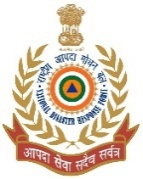 राष्ट्रीय आपदा मोचन बल
NATIONAL DISASTER RESPONSE FORCE
आपदा सेवा सदैव सर्वत्र